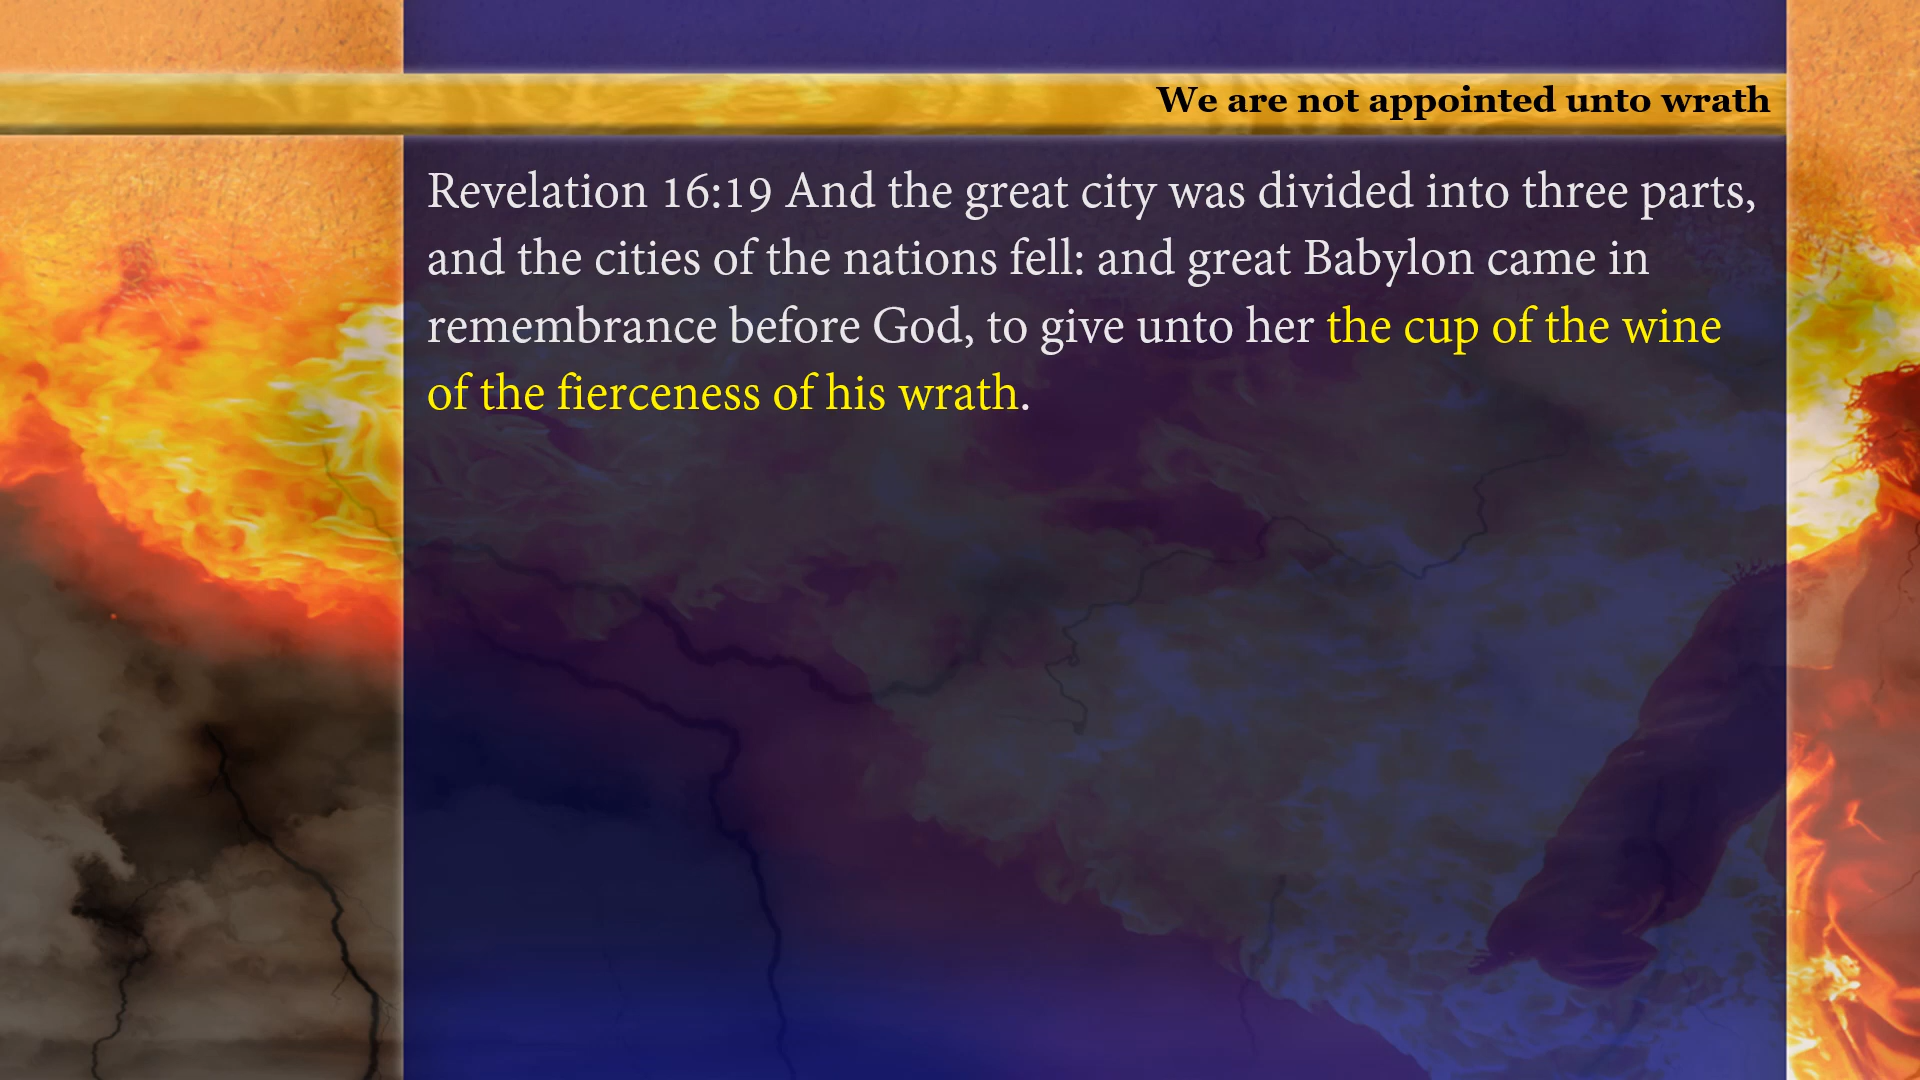 We are not appointed unto wrath
Revelation 16:19 And the great city was divided into three parts,
and the cities of the nations fell: and great Babylon came in
remembrance before God, to give unto her the cup of the wine
of the fierceness of his wrath.